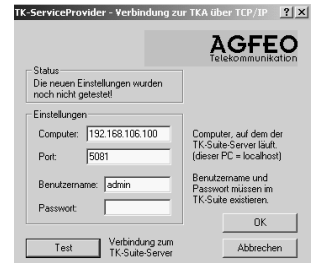 TK-ServiceProvider - Verbindung zur TKA über TCP/IP
AGFEO
Telekommunikation
Status
Die neuen Einstellungen wurden
noch nicht getestet!
Einstellungen
Computer: 192.168.106.100
Computer, auf dem der
TK-Suite-Server läuft.
(dieser PC = localhost)
Port: 5081
Benutzername: admin
Benutzername und
Passwort müssen im
TK-Suite existieren.
Passwort:
OK
Test
Verbindung zum
TK-Suite-Server
Abbrechen